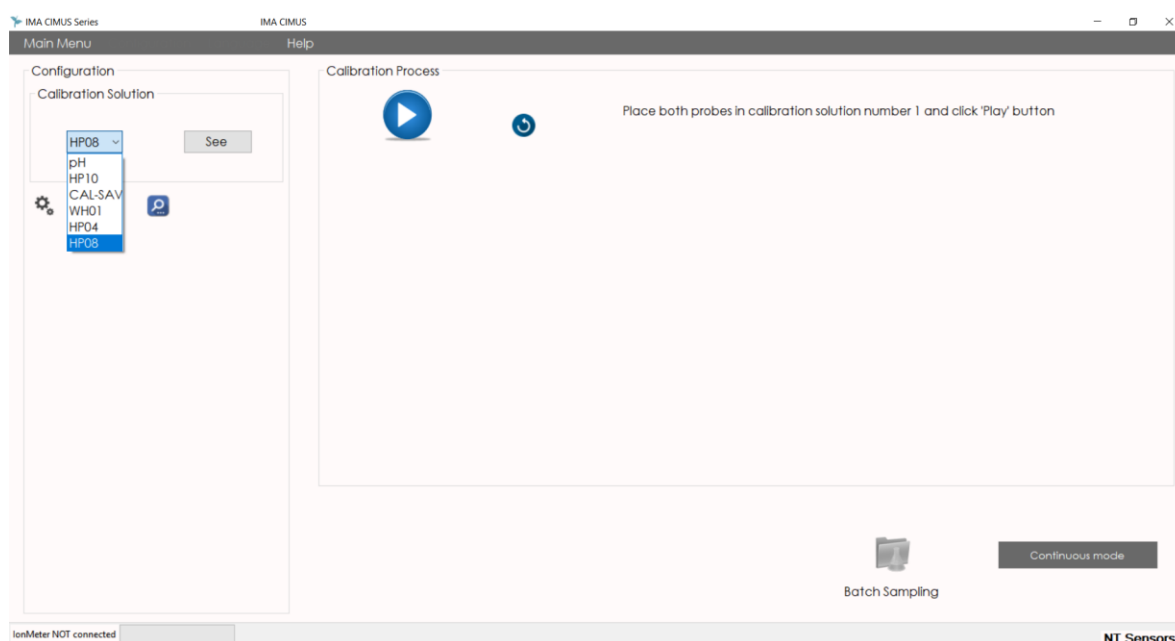 IMA CIMUS Series IMA CIMUS
Main Menu Help
Configuration
Calibration Solution
HP08 See
pH
HP10
CAL-SAV
WH01
HP04
HP08
Calibration Process
Place both probes in calibration solution number 1 and click 'Play' button
Batch Sampling
Continuous mode
IonMeter NOT connected
NT Sensors